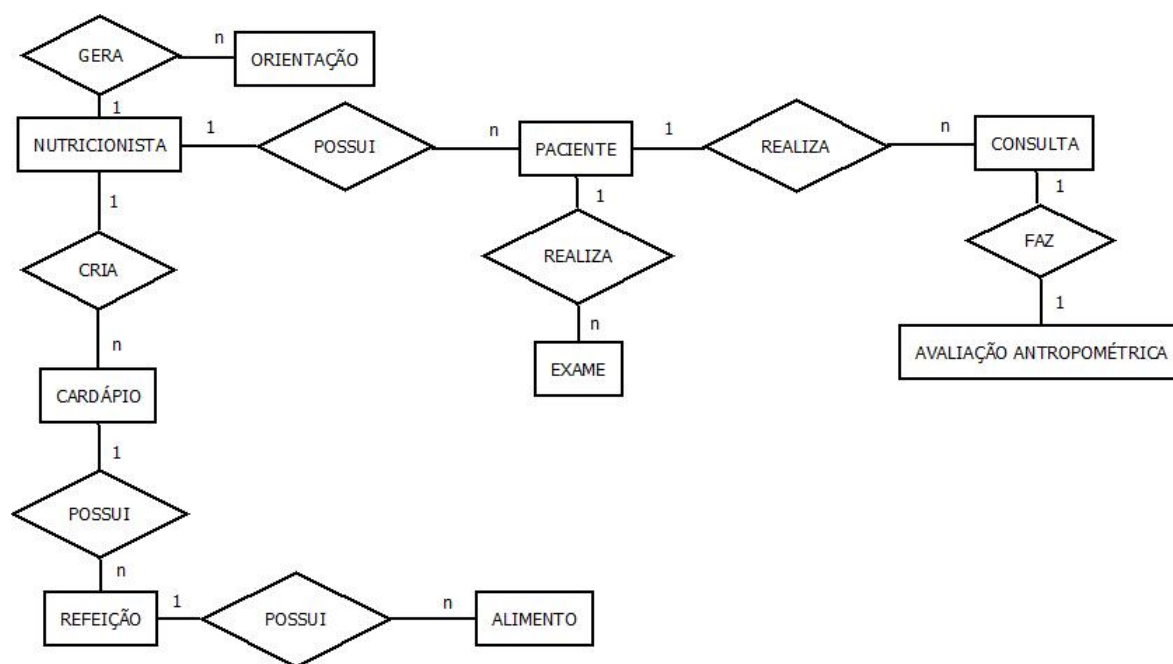 GERA
n
ORIENTAÇÃO
1
NUTRICIONISTA
1
POSSUI
n
PACIENTE
1
REALIZA
n
CONSULTA
1
CRIA
n
CARDÁPIO
1
REALIZA
n
EXAME
1
FAZ
1
AVALIAÇÃO ANTROPOMÉTRICA
1
POSSUI
n
REFEIÇÃO
1
POSSUI
n
ALIMENTO